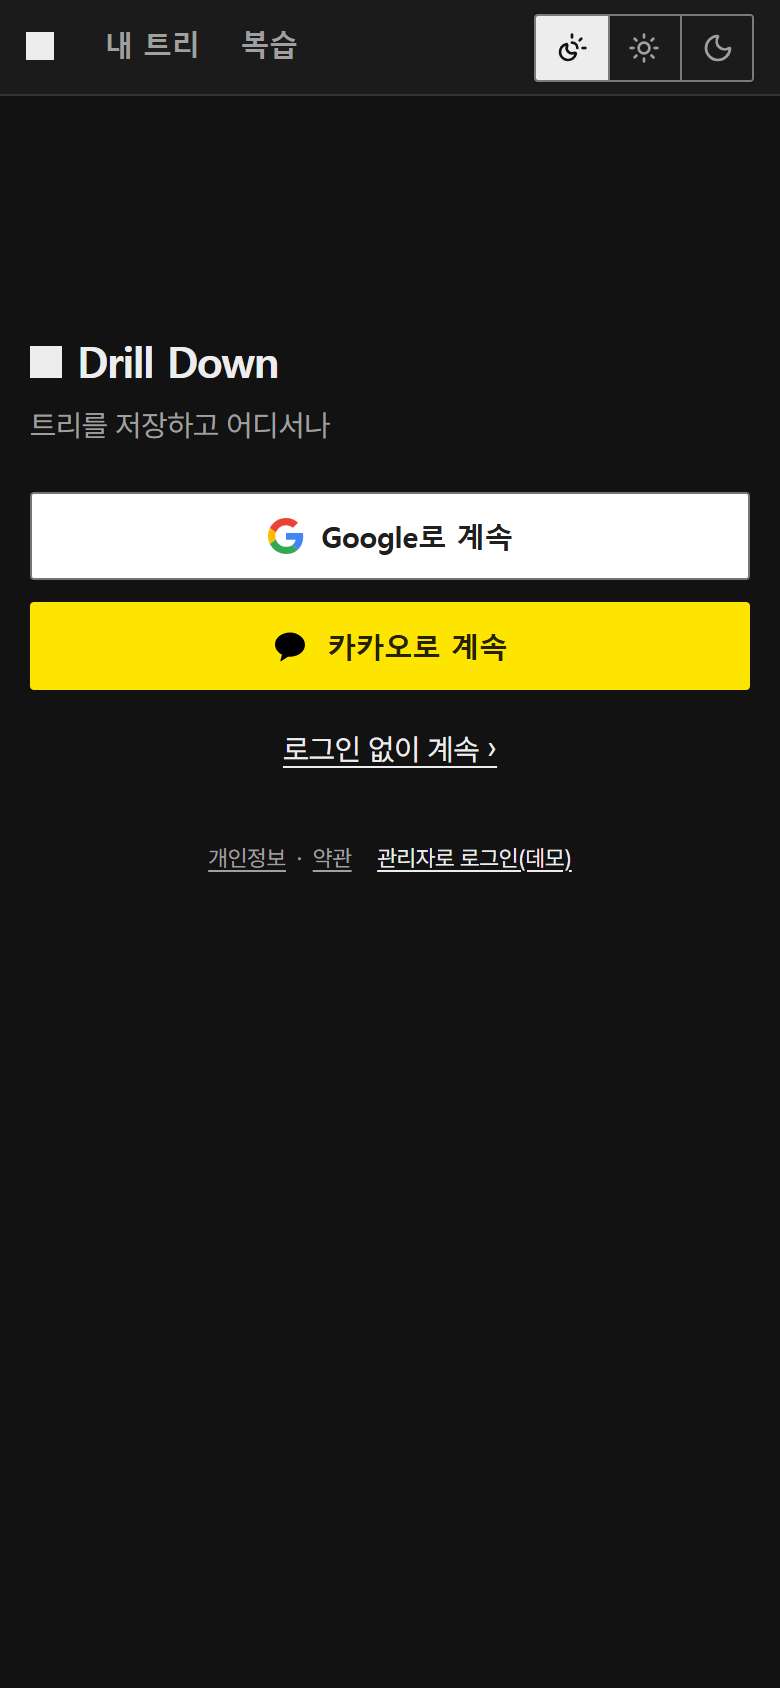 내 트리 복습
Drill Down
트리를 저장하고 어디서나
Google로 계속
카카오로 계속
로그인 없이 계속 ›
개인정보 · 약관 관리자로 로그인(데모)